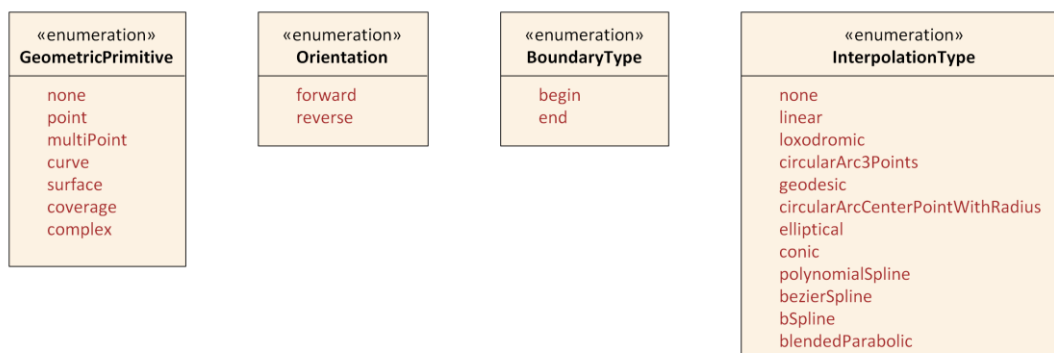 «enumeration»
GeometricPrimitive
none
point
multiPoint
curve
surface
coverage
complex
«enumeration»
Orientation
forward
reverse
«enumeration»
BoundaryType
begin
end
«enumeration»
InterpolationType
none
linear
loxodromic
circularArc3Points
geodesic
circularArcCenterPointWithRadius
elliptical
conic
polynomialSpline
bezierSpline
bSpline
blendedParabolic